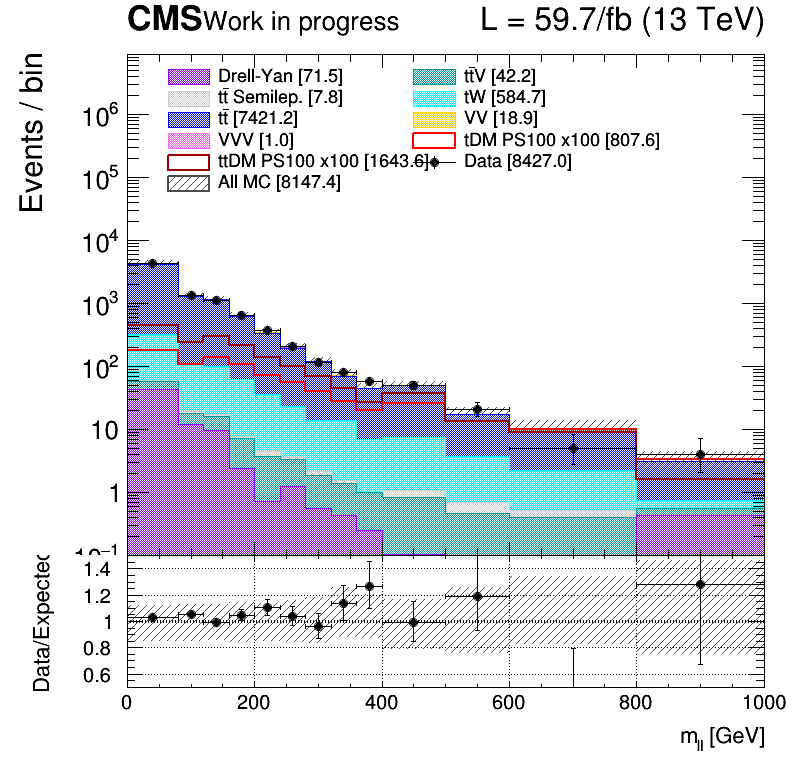 CMS Work in progress L = 59.7/fb (13 TeV)
Events / bin
Drell-Yan [71.5] tt̄V [42.2]
tt̄ Semilep. [7.8] tW [584.7]
tt̄ [7421.2] VV [18.9]
VVV [1.0] tDM PS100 x100 [807.6]
ttDM PS100 x100 [1643.6] Data [8427.0]
All MC [8147.4]
10⁶
10⁵
10⁴
10³
10²
10
1
10⁻¹
Data/Expected
1.4
1.2
1
0.8
0.6
0 200 400 600 800 1000
m_ll [GeV]